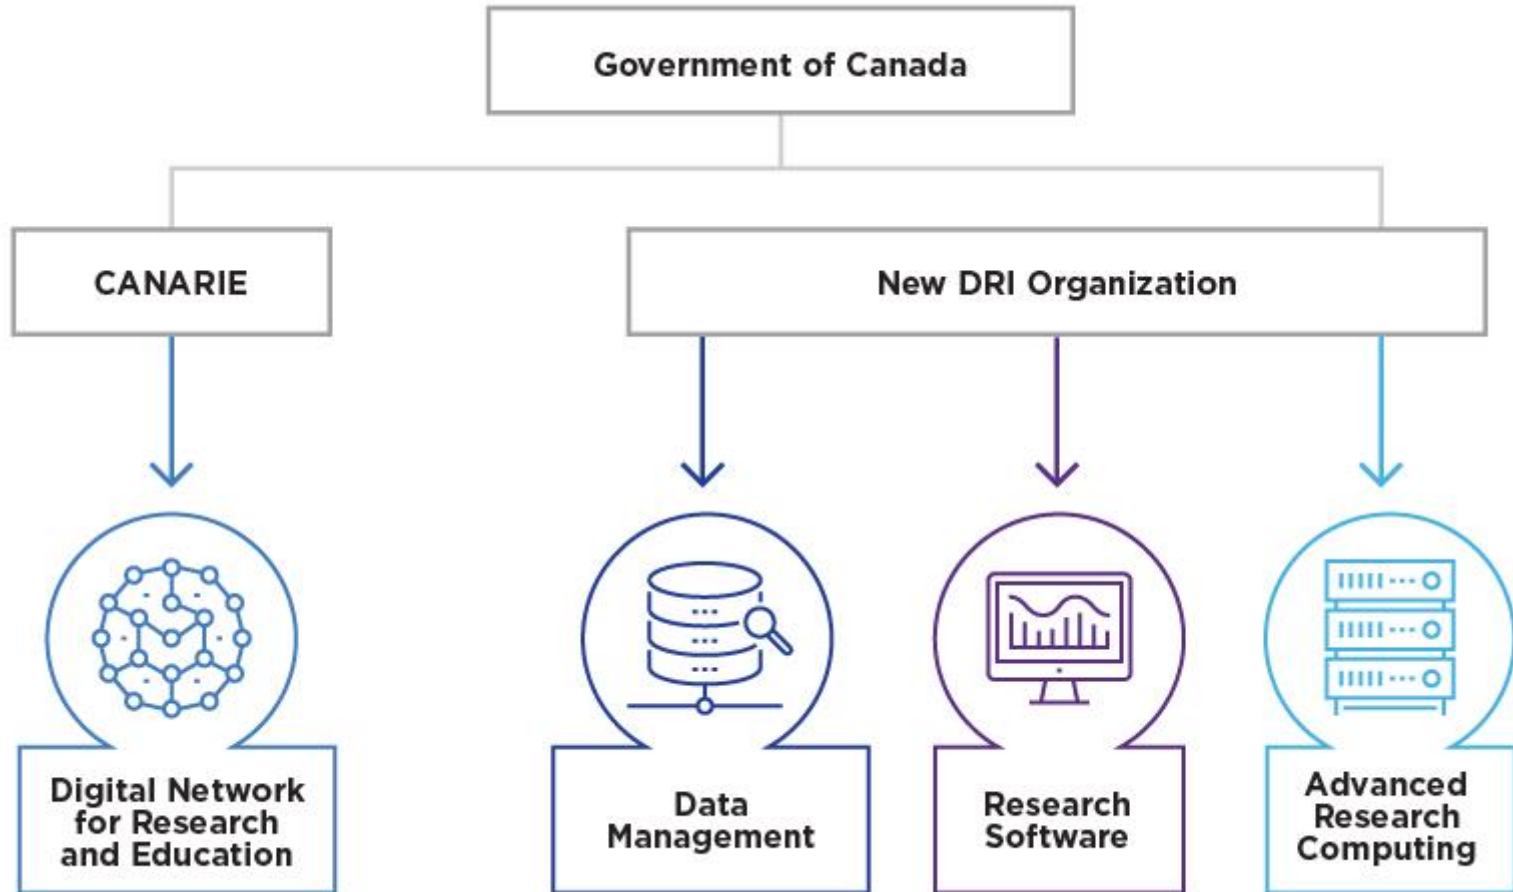 Government of Canada
CANARIE
New DRI Organization
Digital Network
for Research
and Education
Data
Management
Research
Software
Advanced
Research
Computing